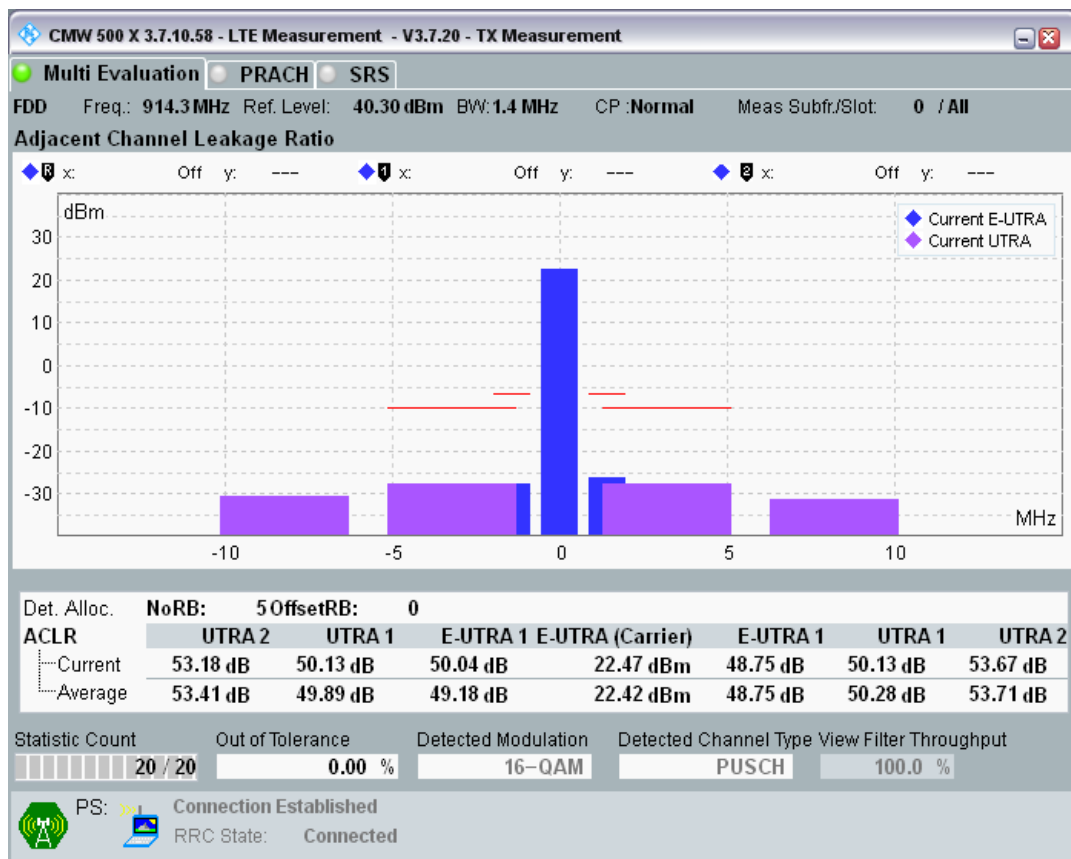 CMW 500 X 3.7.10.58 - LTE Measurement - V3.7.20 - TX Measurement
Multi Evaluation PRACH SRS
FDD Freq.: 914.3 MHz Ref. Level: 40.30 dBm BW: 1.4 MHz CP :Normal Meas Subfr./Slot: 0 / All
Adjacent Channel Leakage Ratio
R x: Off y: --- 1 x: Off y: --- 2 x: Off y: ---
dBm
Current E-UTRA
Current UTRA
30
20
10
0
-10
-20
-30
MHz
-10 -5 0 5 10
Det. Alloc. NoRB: 5 OffsetRB: 0
ACLR UTRA 2 UTRA 1 E-UTRA 1 E-UTRA (Carrier) E-UTRA 1 UTRA 1 UTRA 2
Current 53.18 dB 50.13 dB 50.04 dB 22.47 dBm 48.75 dB 50.13 dB 53.67 dB
Average 53.41 dB 49.89 dB 49.18 dB 22.42 dBm 48.75 dB 50.28 dB 53.71 dB
Statistic Count Out of Tolerance Detected Modulation Detected Channel Type View Filter Throughput
20 / 20 0.00 % 16-QAM PUSCH 100.0 %
PS: Connection Established
RRC State: Connected